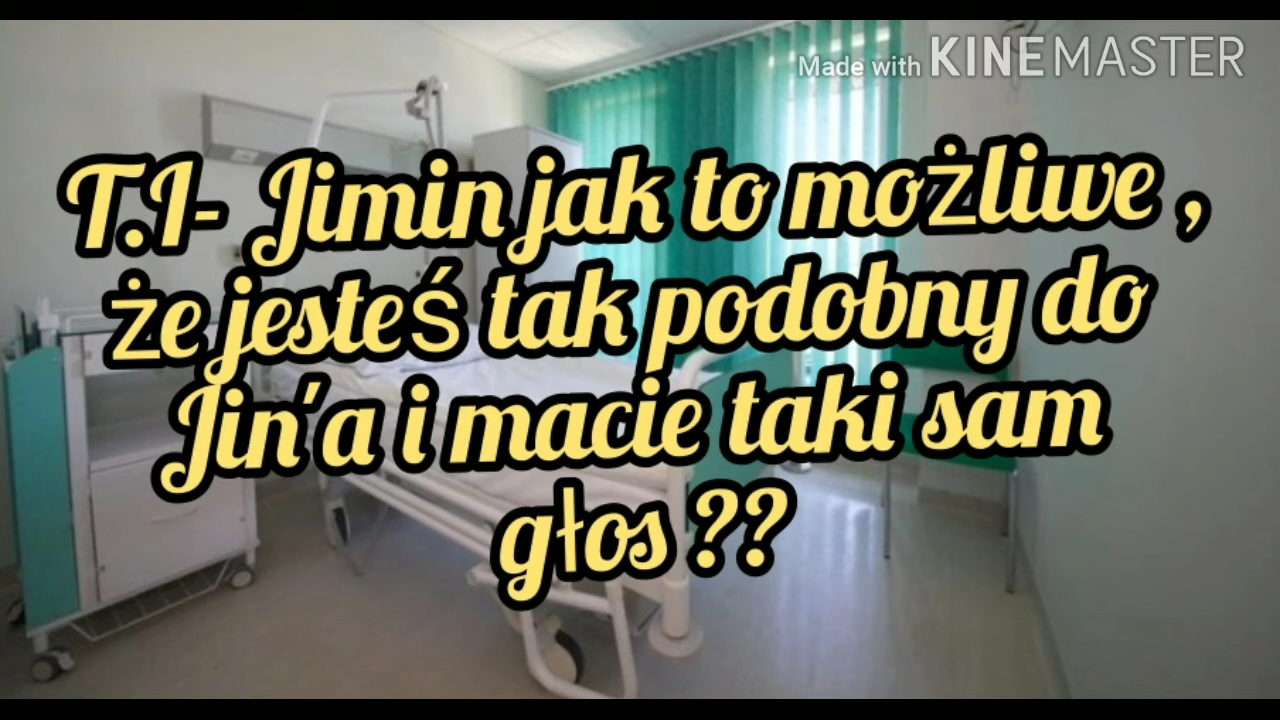 Made with KINEMASTER
T.I- Jimin jak to możliwe ,
że jesteś tak podobny do
Jin'a i macie taki sam
głos ??